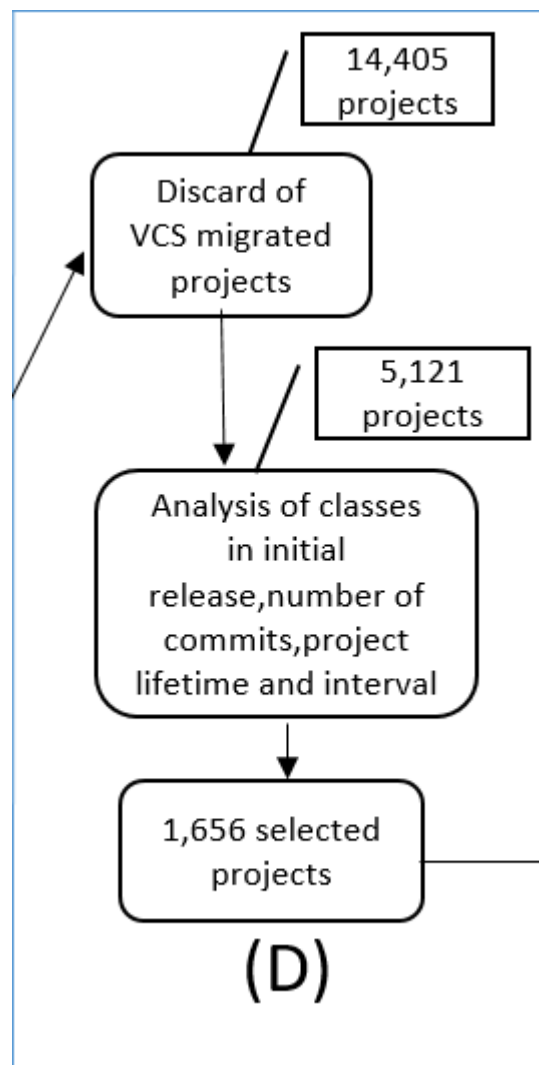 14,405
projects
Discard of
VCS migrated
projects
5,121
projects
Analysis of classes
in initial
release,number of
commits,project
lifetime and interval
1,656 selected
projects
(D)